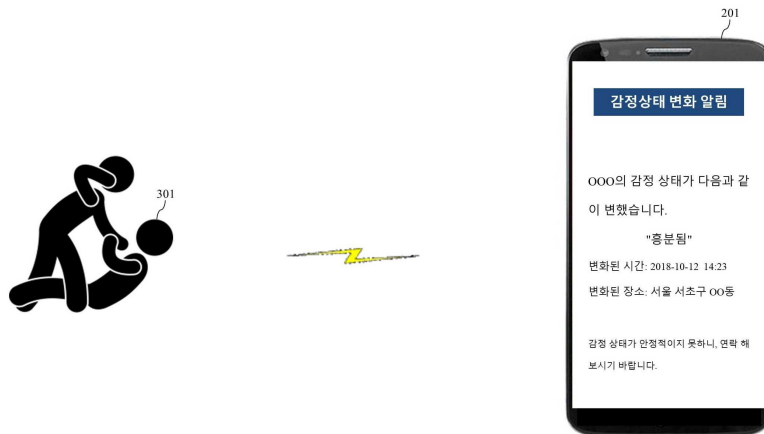 201
감정상태 변화 알림
301
OOO의 감정 상태가 다음과 같
이 변했습니다.
"흥분됨"
변화된 시간: 2018-10-12 14:23
변화된 장소: 서울 서초구 OO동
감정 상태가 안정적이지 못하니, 연락 해
보시기 바랍니다.